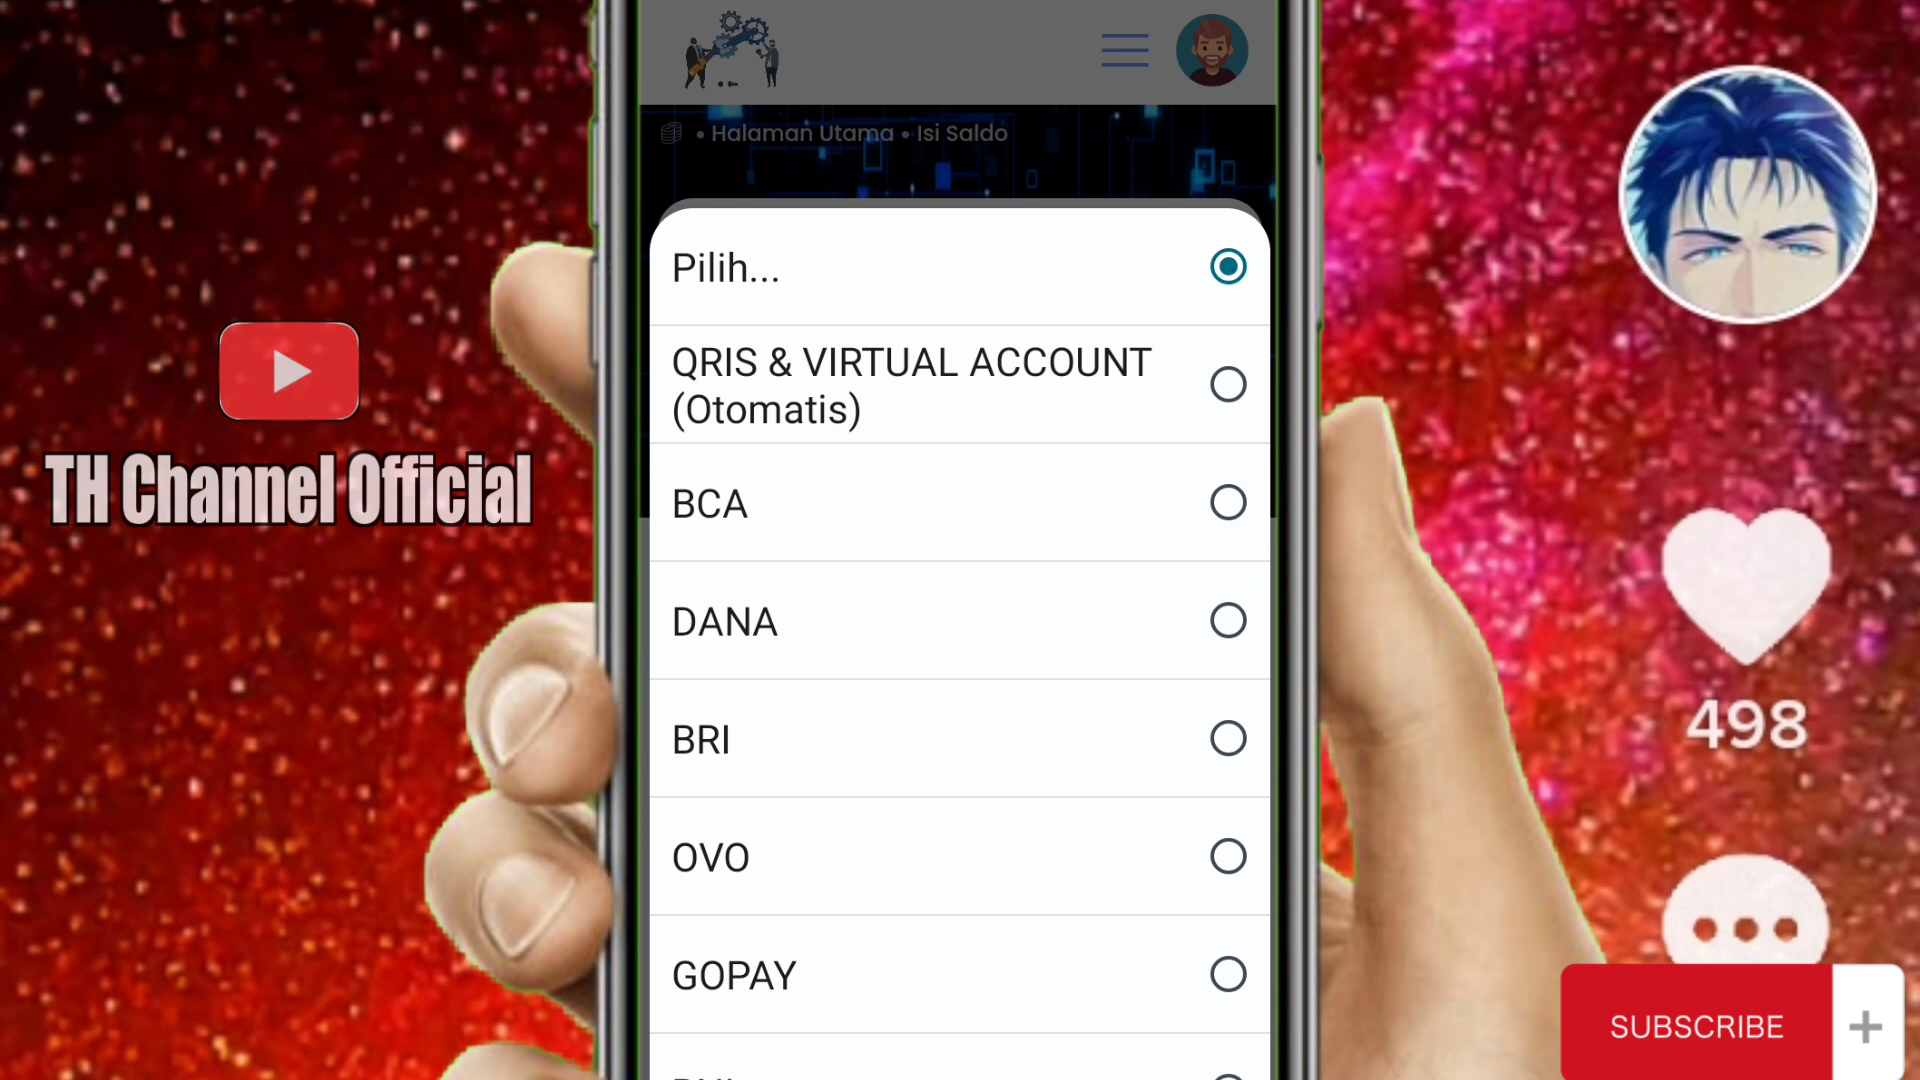 • Halaman Utama • Isi Saldo
Pilih...
QRIS & VIRTUAL ACCOUNT
(Otomatis)
BCA
DANA
BRI
OVO
GOPAY
TH Channel Official
498
SUBSCRIBE +